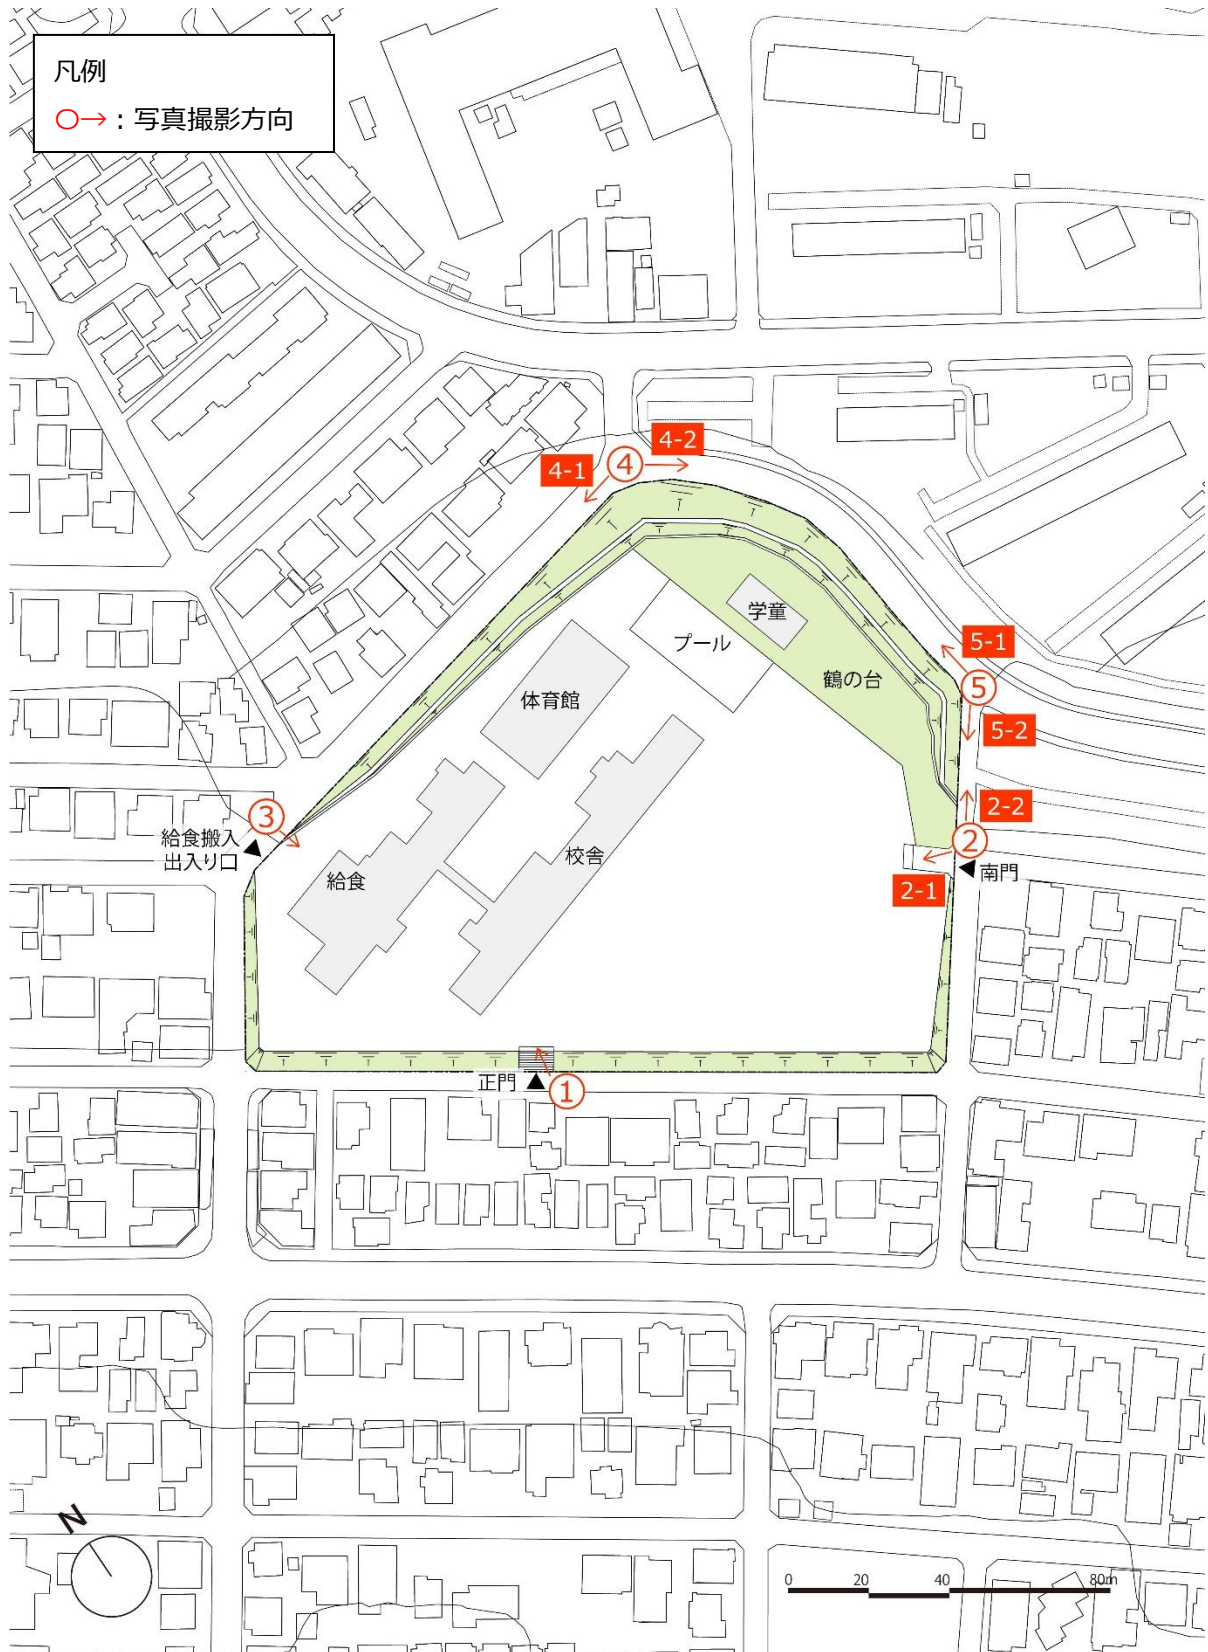 凡例
〇→：写真撮影方向
4-2
4-1
④
学童
プール
5-1
鶴の台
⑤
体育館
5-2
2-2
③
給食搬入
出入り口
②
校舎
南門
給食
2-1
正門
①
N
0 20 40 80m